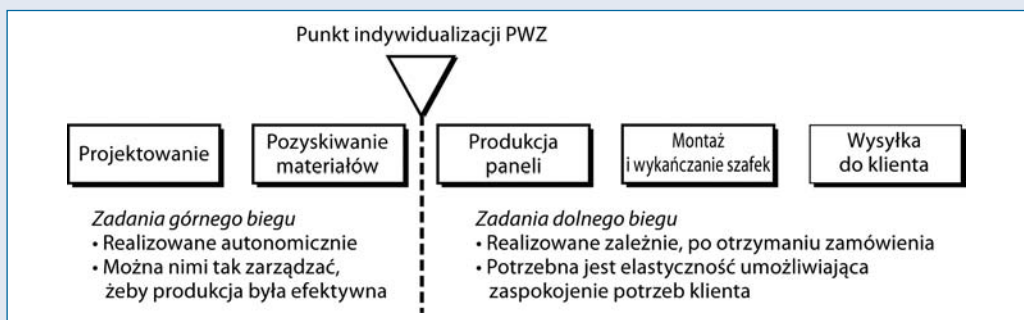 Punkt indywidualizacji PWZ
Projektowanie
Pozyskiwanie
materiałów
Produkcja
paneli
Montaż
i wykańczanie szafek
Wysyłka
do klienta
Zadania górnego biegu
• Realizowane autonomicznie
• Można nimi tak zarządzać,
żeby produkcja była efektywna
Zadania dolnego biegu
• Realizowane zależnie, po otrzymaniu zamówienia
• Potrzebna jest elastyczność umożliwiająca
zaspokojenie potrzeb klienta